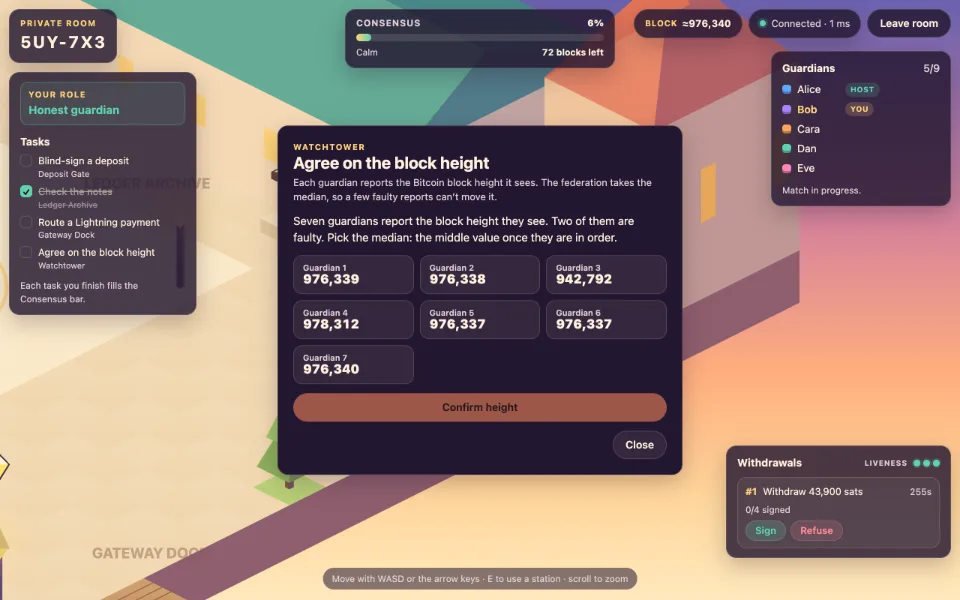 PRIVATE ROOM
5UY-7X3
CONSENSUS 6%
Calm 72 blocks left
BLOCK ≈976,340
Connected · 1 ms
Leave room
YOUR ROLE
Honest guardian
Tasks
Blind-sign a deposit
Deposit Gate
Check the notes
Ledger Archive
Route a Lightning payment
Gateway Dock
Agree on the block height
Watchtower
Each task you finish fills the
Consensus bar.
LEDGER ARCHIVE
Guardians 5/9
Alice HOST
Bob YOU
Cara
Dan
Eve
Match in progress.
WATCHTOWER
Agree on the block height
Each guardian reports the Bitcoin block height it sees. The federation takes the
median, so a few faulty reports can't move it.
Seven guardians report the block height they see. Two of them are
faulty. Pick the median: the middle value once they are in order.
Guardian 1
976,339
Guardian 2
976,338
Guardian 3
942,792
Guardian 4
978,312
Guardian 5
976,337
Guardian 6
976,337
Guardian 7
976,340
Confirm height
Close
Withdrawals LIVENESS
#1 Withdraw 43,900 sats 255s
0/4 signed
Sign Refuse
GATEWAY DOCK
Move with WASD or the arrow keys · E to use a station · scroll to zoom